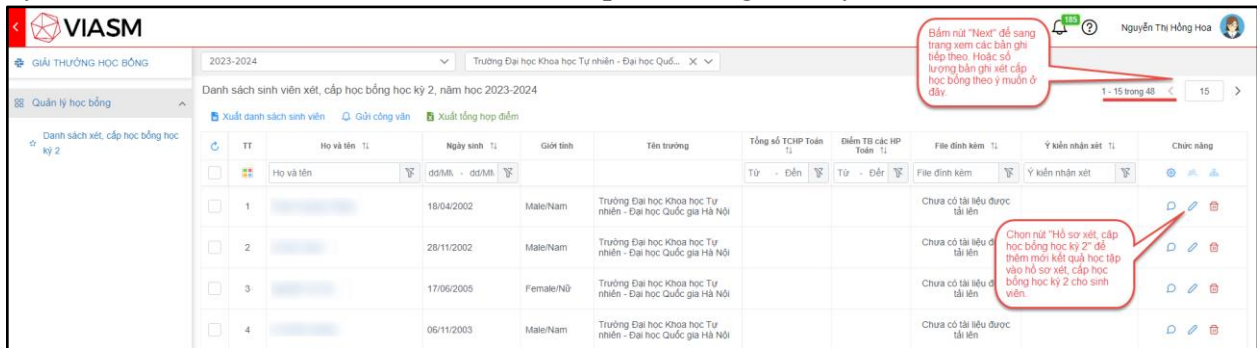 VIASM
185
Nguyễn Thị Hồng Hoa
GIẢI THƯỞNG HỌC BỔNG
2023-2024
Trường Đại học Khoa học Tự nhiên - Đại học Quố...
Bấm nút "Next" để sang
trang xem các bản ghi
tiếp theo. Hoặc số
lượng bản ghi xét cấp
học bổng theo ý muốn ở
đây.
Quản lý học bổng
Danh sách xét, cấp học bổng học
kỳ 2
Danh sách sinh viên xét, cấp học bổng học kỳ 2, năm học 2023-2024
1 - 15 trong 48
15
Xuất danh sách sinh viên
Gửi công văn
Xuất tổng hợp điểm
TT
Họ và tên
Ngày sinh
Giới tính
Tên trường
Tổng số TCHP Toán
Điểm TB các HP
Toán
File đính kèm
Ý kiến nhận xét
Chức năng
Họ và tên
dd/M\ - dd/M\
Từ - Đến
Từ - Đếr
File đính kèm
Ý kiến nhận xét
1
18/04/2002
Male/Nam
Trường Đại học Khoa học Tự
nhiên - Đại học Quốc gia Hà Nội
Chưa có tài liệu được
tải lên
2
28/11/2002
Male/Nam
Trường Đại học Khoa học Tự
nhiên - Đại học Quốc gia Hà Nội
Chưa có tài liệu đ
tải lên
3
17/06/2005
Female/Nữ
Trường Đại học Khoa học Tự
nhiên - Đại học Quốc gia Hà Nội
Chưa có tài liệu đ
tải lên
4
06/11/2003
Male/Nam
Trường Đại học Khoa học Tự
nhiên - Đại học Quốc gia Hà Nội
Chưa có tài liệu được
tải lên
Chọn nút "Hồ sơ xét, cấp
học bổng học kỳ 2" để
thêm mới kết quả học tập
vào hồ sơ xét, cấp học
bổng học kỳ 2 cho sinh
viên.